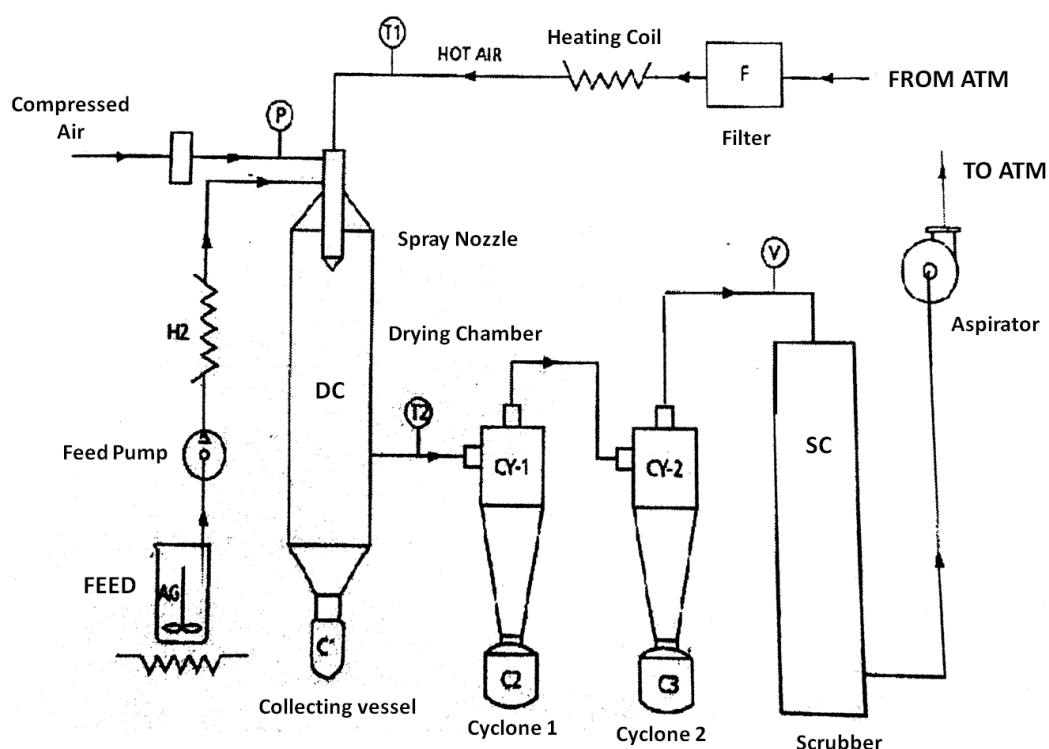 T1
Heating Coil
HOT AIR
F
FROM ATM
Filter
Compressed
Air
P
TO ATM
Spray Nozzle
V
H2
Aspirator
Drying Chamber
DC
T2
Feed Pump
CY-1
CY-2
SC
FEED
AG
C
C2
C3
Collecting vessel
Cyclone 1
Cyclone 2
Scrubber